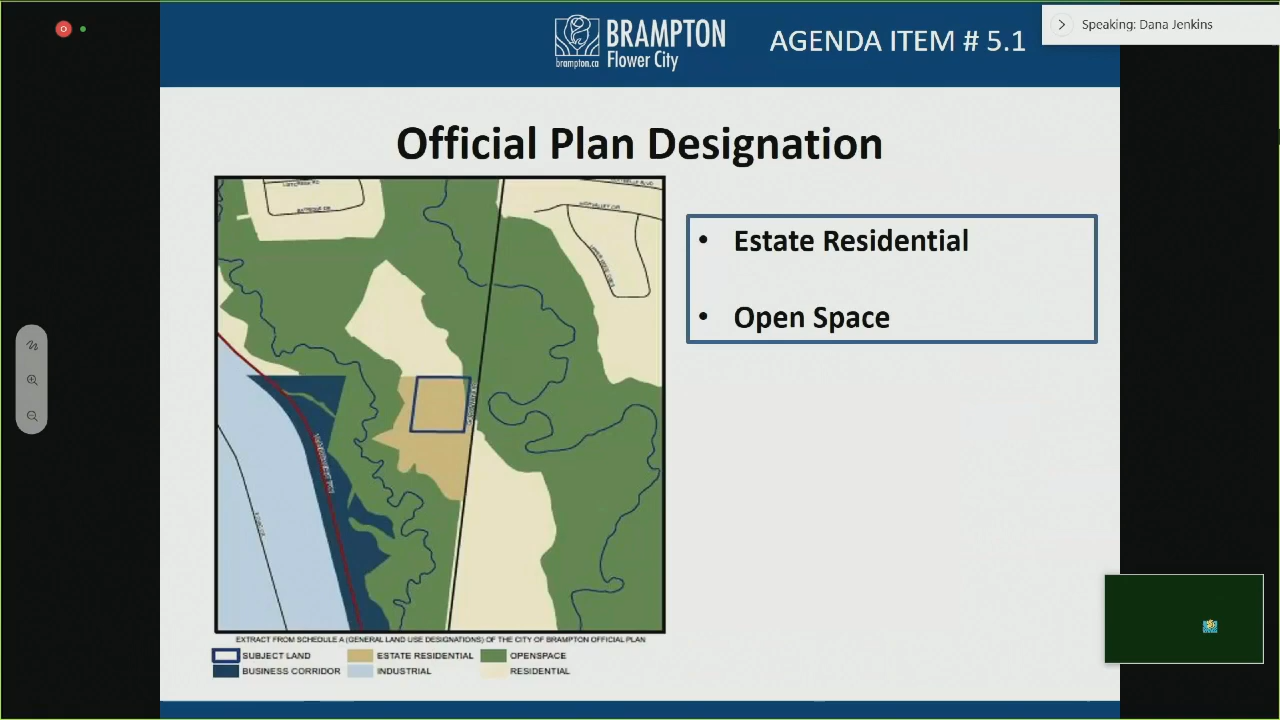 Speaking: Dana Jenkins
BRAMPTON
Flower City
brampton.ca
AGENDA ITEM # 5.1
Official Plan Designation
• Estate Residential
• Open Space
EXTRACT FROM SCHEDULE A (GENERAL LAND USE DESIGNATIONS) OF THE CITY OF BRAMPTON OFFICIAL PLAN
SUBJECT LAND
ESTATE RESIDENTIAL
OPENSPACE
BUSINESS CORRIDOR
INDUSTRIAL
RESIDENTIAL